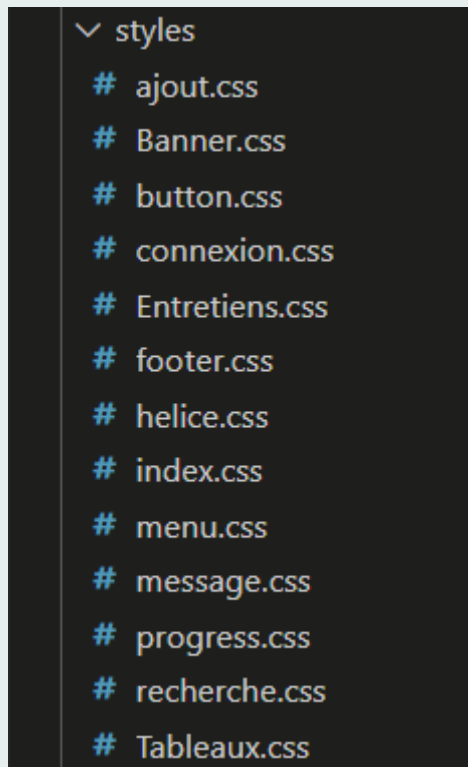 styles
# ajout.css
# Banner.css
# button.css
# connexion.css
# Entretiens.css
# footer.css
# helice.css
# index.css
# menu.css
# message.css
# progress.css
# recherche.css
# Tableaux.css